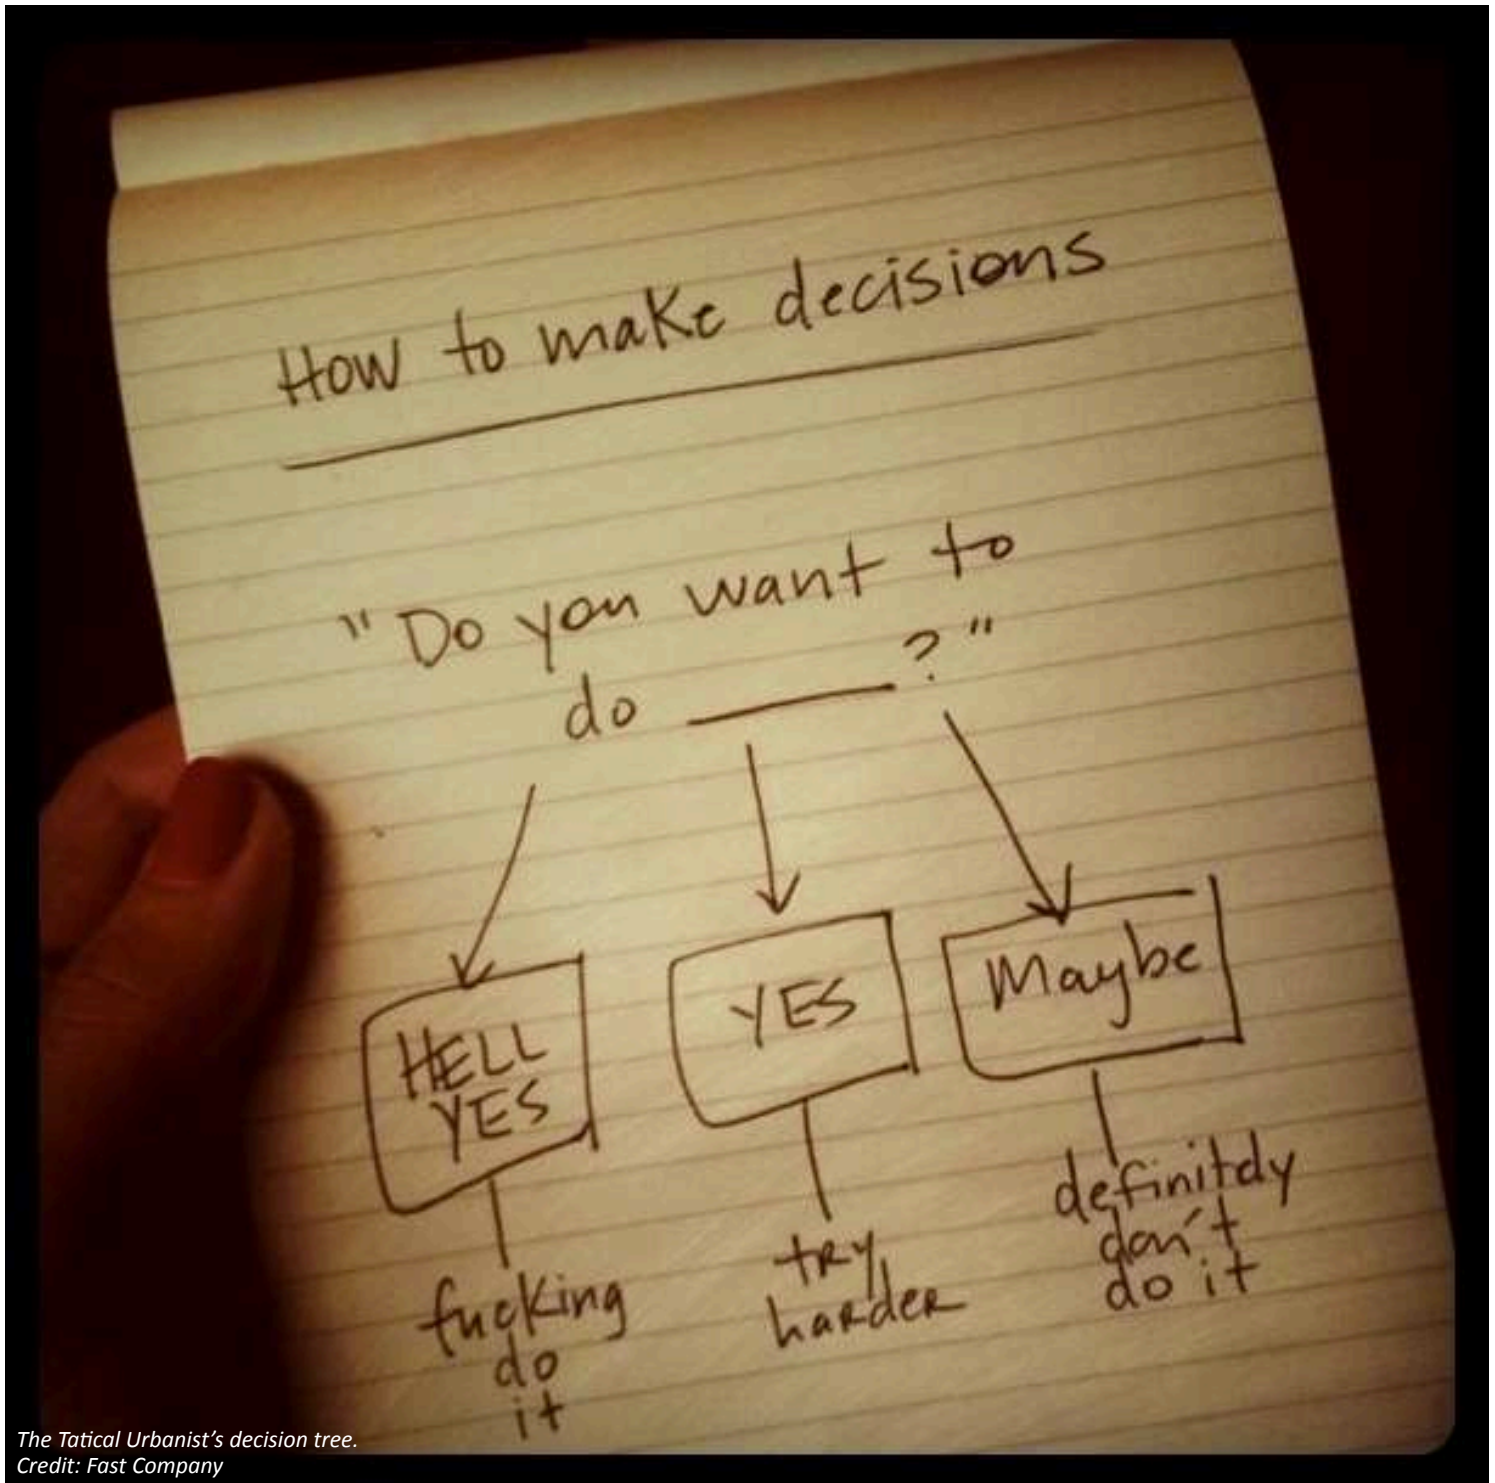 How to make decisions
"Do you want to
do ______?"
HELL
YES
YES
Maybe
fucking
do
it
try
harder
definitely
don't
do it
The Tatical Urbanist's decision tree.
Credit: Fast Company